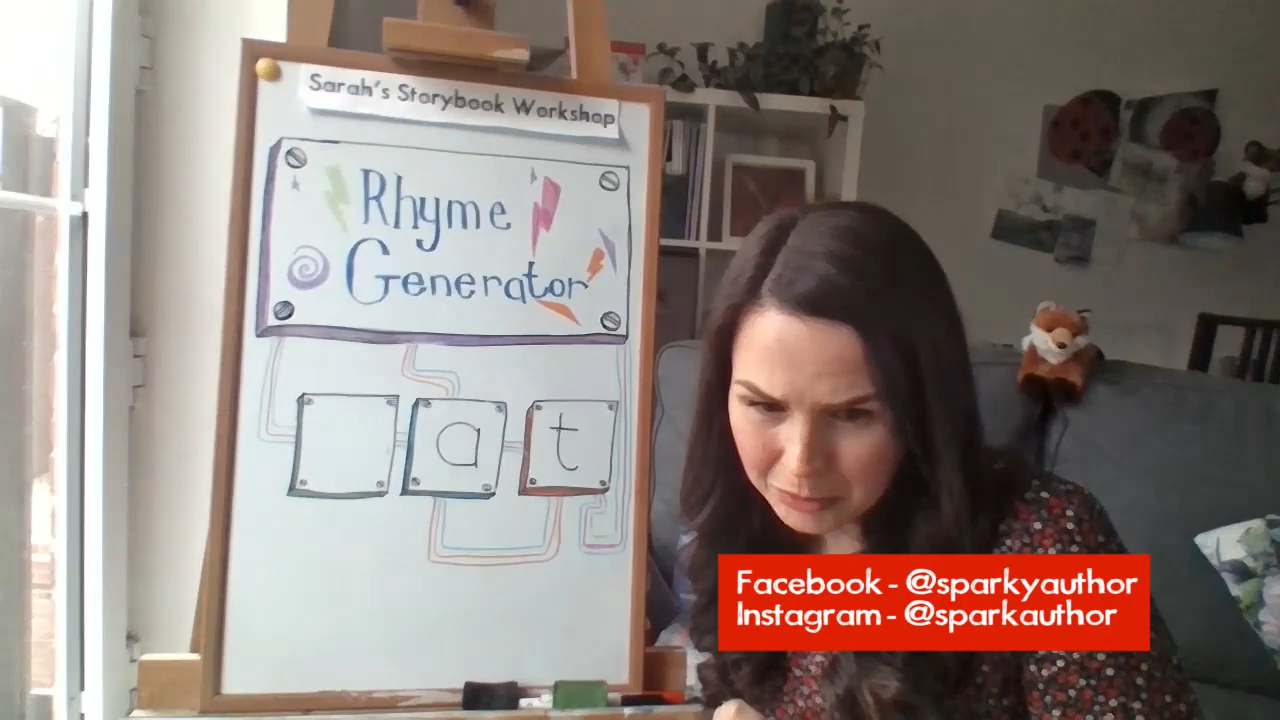 Sarah's Storybook Workshop
Rhyme
Generator
a t
Facebook - @sparkyauthor
Instagram - @sparkauthor